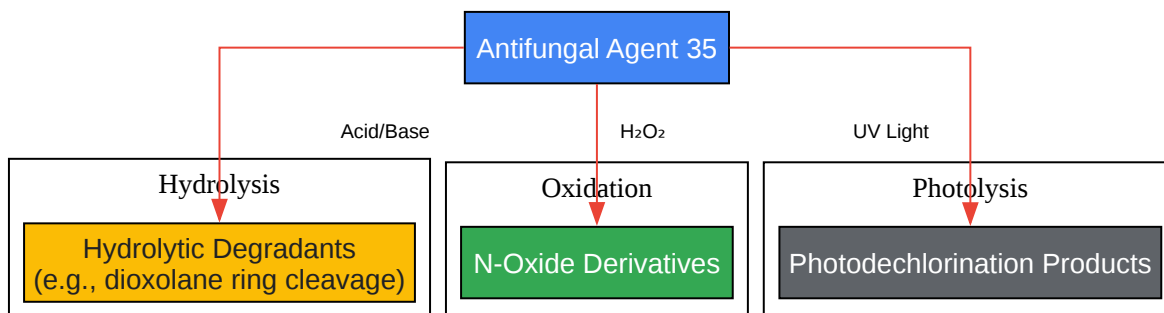 Antifungal Agent 35
Acid/Base
H₂O₂
UV Light
Hydrolysis
Oxidation
Photolysis
Hydrolytic Degradants
(e.g., dioxolane ring cleavage)
N-Oxide Derivatives
Photodechlorination Products